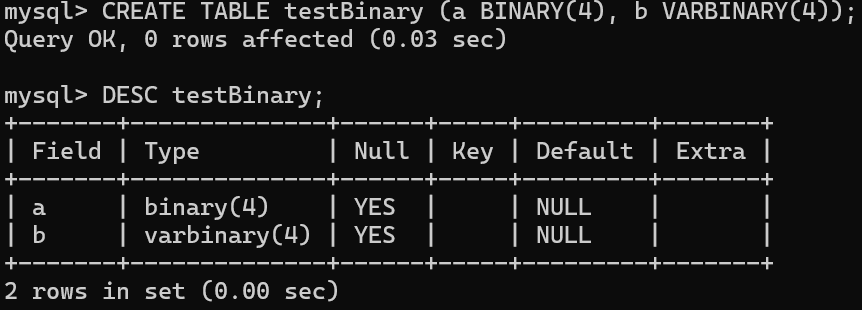 mysql> CREATE TABLE testBinary (a BINARY(4), b VARBINARY(4));
Query OK, 0 rows affected (0.03 sec)

mysql> DESC testBinary;
+-------+--------------+------+-----+---------+-------+
| Field | Type         | Null | Key | Default | Extra |
+-------+--------------+------+-----+---------+-------+
| a     | binary(4)    | YES  |     | NULL    |       |
| b     | varbinary(4) | YES  |     | NULL    |       |
+-------+--------------+------+-----+---------+-------+
2 rows in set (0.00 sec)